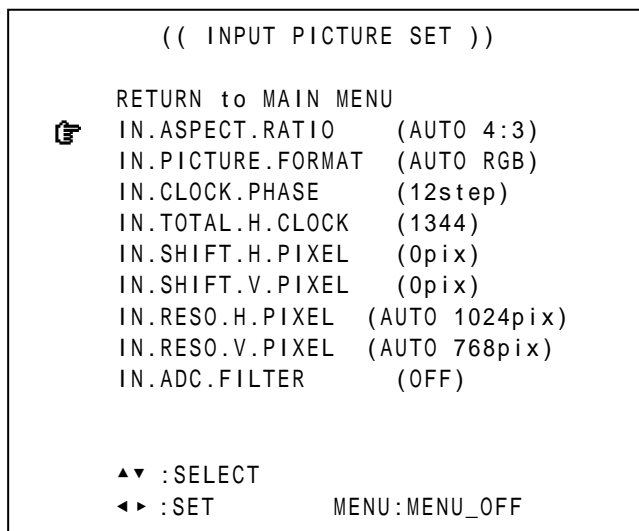 (( INPUT PICTURE SET ))
RETURN to MAIN MENU
☞ IN.ASPECT.RATIO (AUTO 4:3)
IN.PICTURE.FORMAT (AUTO RGB)
IN.CLOCK.PHASE (12step)
IN.TOTAL.H.CLOCK (1344)
IN.SHIFT.H.PIXEL (0pix)
IN.SHIFT.V.PIXEL (0pix)
IN.RESO.H.PIXEL (AUTO 1024pix)
IN.RESO.V.PIXEL (AUTO 768pix)
IN.ADC.FILTER (OFF)
▲▼ :SELECT
◄► :SET MENU:MENU_OFF